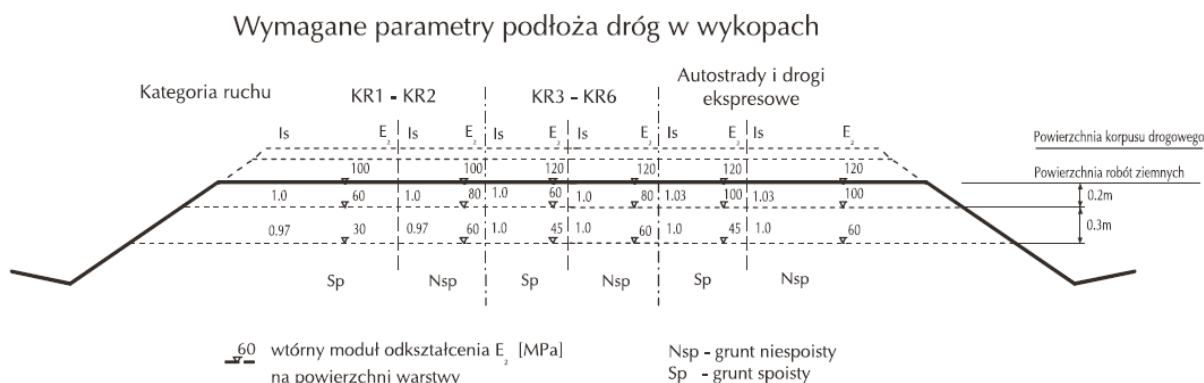 Wymagane parametry podłoża dróg w wykopach
Autostrady i drogi
ekspresowe
Kategoria ruchu KR1 - KR2 KR3 - KR6
Is E₂ Is E₂ Is E₂ Is E₂ Is E₂ Is E₂
Powierzchnia korpusu drogowego
100 100 120 120 120 120
Powierzchnia robót ziemnych
1.0 60 1.0 80 1.0 60 1.0 80 1.03 100 1.03 100
0.2m
0.3m
0.97 30 0.97 60 1.0 45 1.0 60 1.0 45 1.0 60
Sp Nsp Sp Nsp Sp Nsp
60 wtórny moduł odkształcenia E₂ [MPa]
na powierzchni warstwy
Nsp - grunt niespoisty
Sp - grunt spoisty